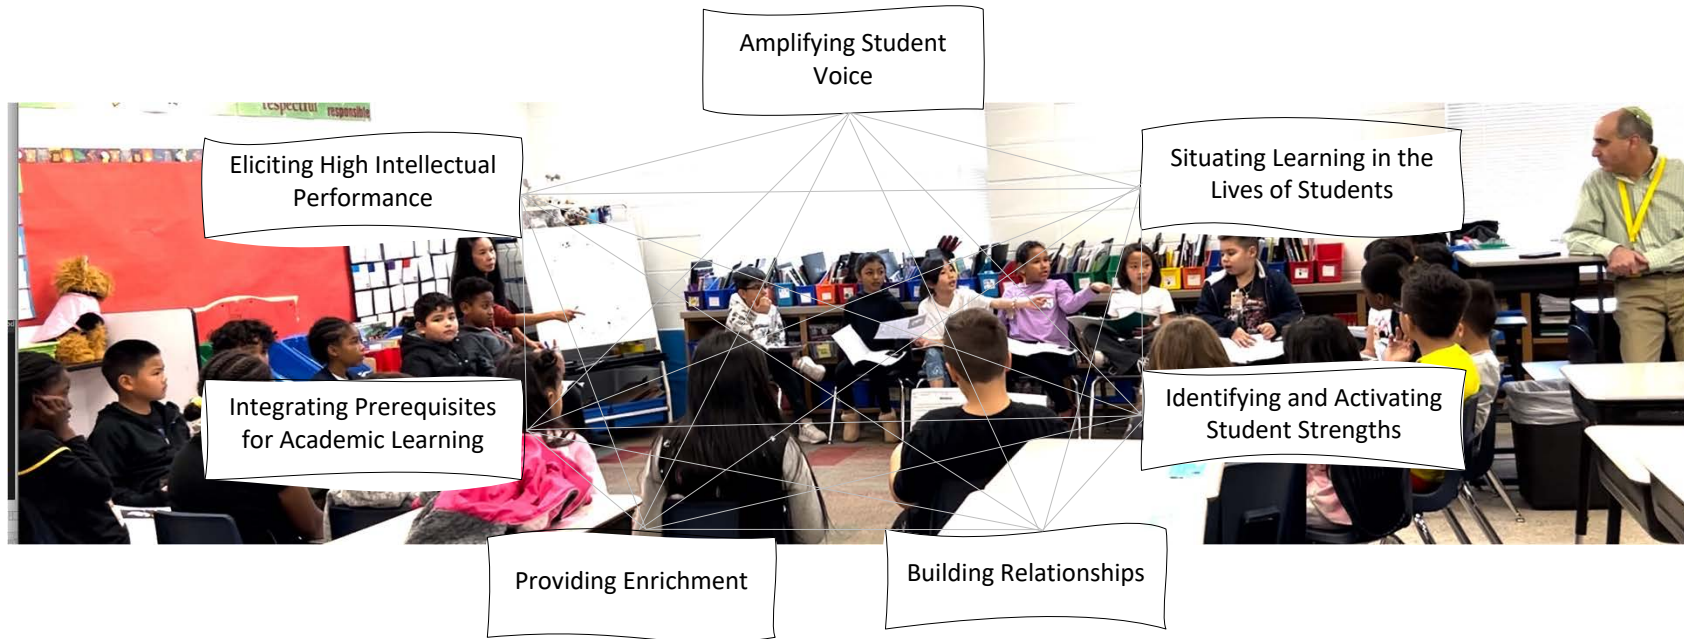 Amplifying Student
Voice
respectful
responsible
Eliciting High Intellectual
Performance
Situating Learning in the
Lives of Students
Integrating Prerequisites
for Academic Learning
Identifying and Activating
Student Strengths
Providing Enrichment
Building Relationships